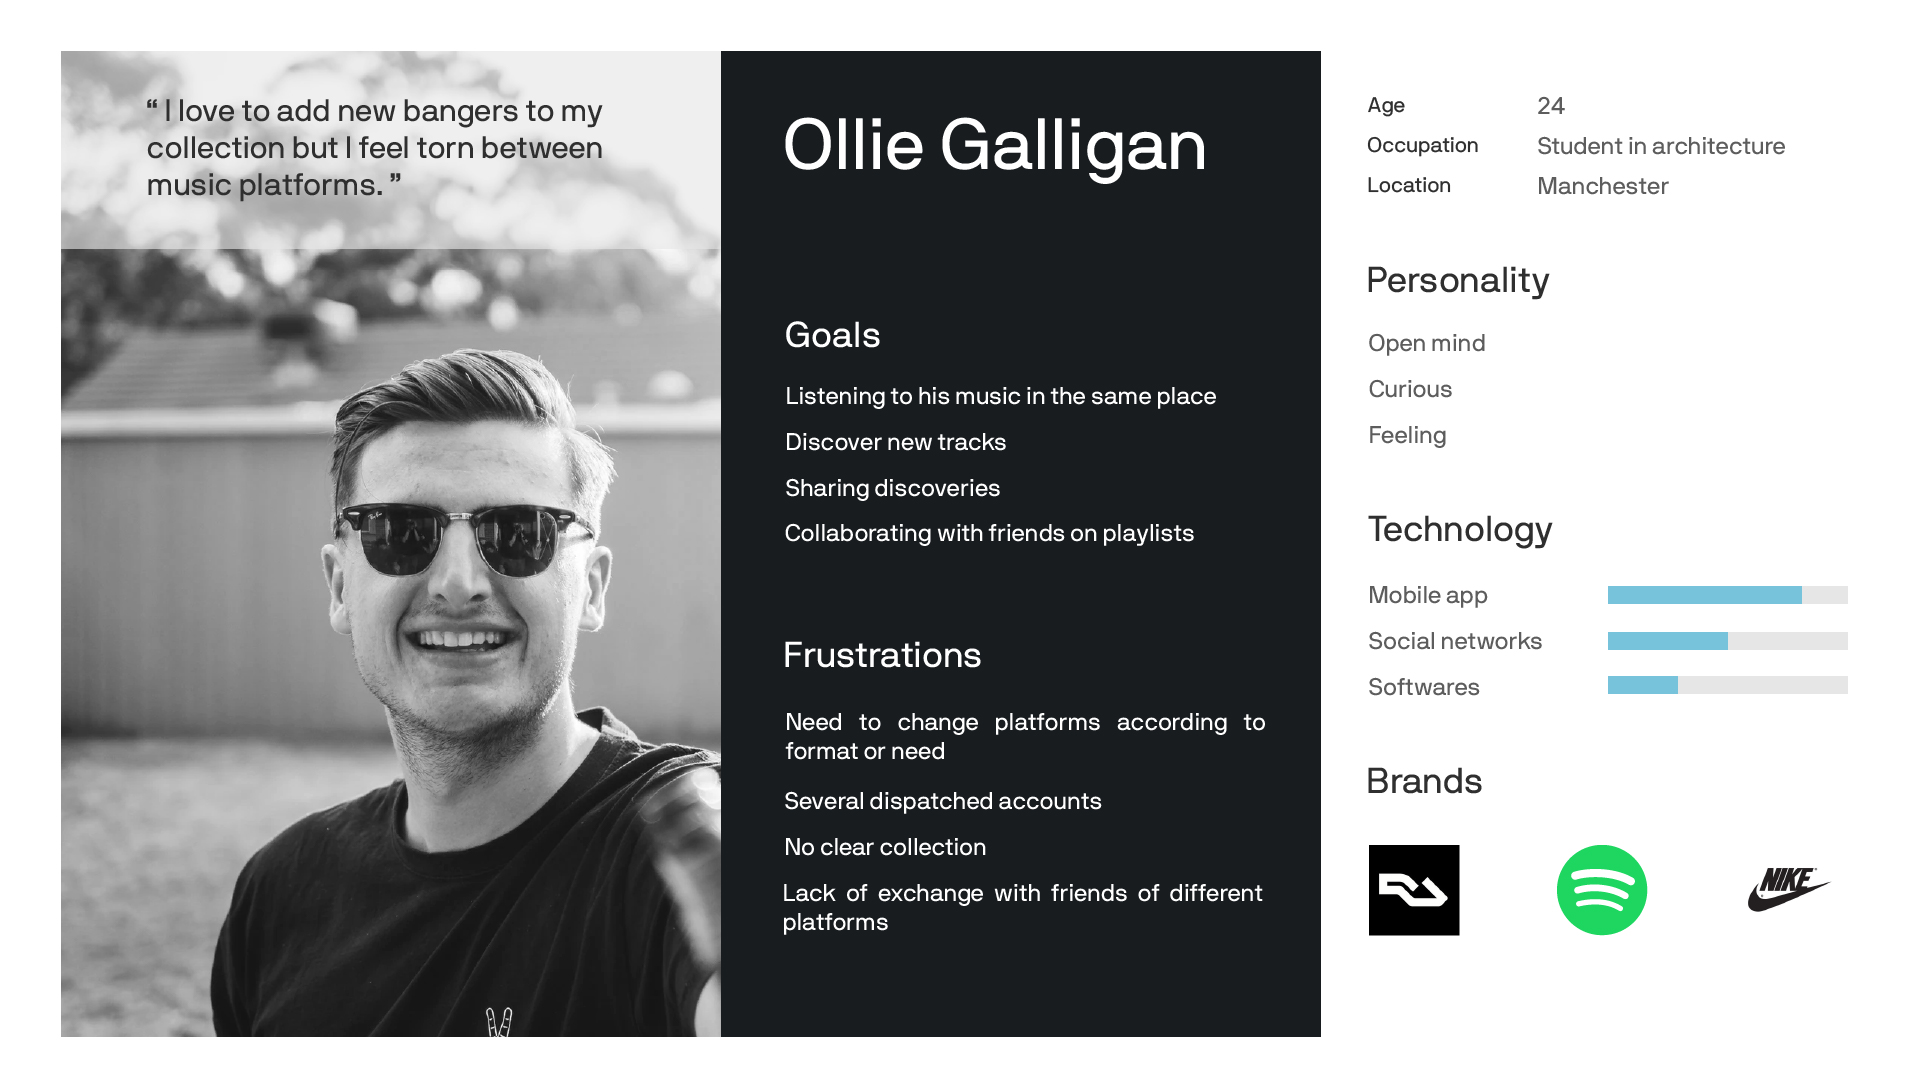 “ I love to add new bangers to my
collection but I feel torn between
music platforms. ”
Ollie Galligan
Goals
Listening to his music in the same place
Discover new tracks
Sharing discoveries
Collaborating with friends on playlists
Frustrations
Need to change platforms according to
format or need
Several dispatched accounts
No clear collection
Lack of exchange with friends of different
platforms
Age 24
Occupation Student in architecture
Location Manchester
Personality
Open mind
Curious
Feeling
Technology
Mobile app
Social networks
Softwares
Brands
NIKE